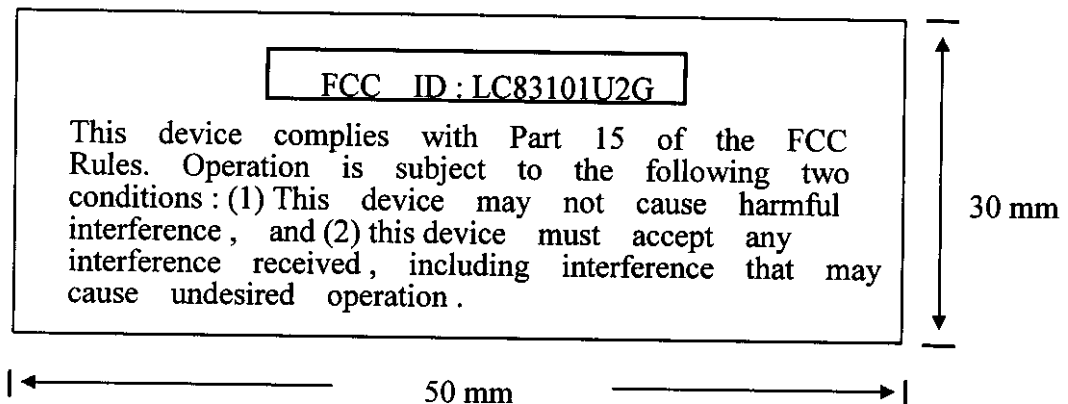 FCC ID : LC83101U2G
This device complies with Part 15 of the FCC
Rules. Operation is subject to the following two
conditions : (1) This device may not cause harmful
interference , and (2) this device must accept any
interference received , including interference that may
cause undesired operation .
30 mm
50 mm